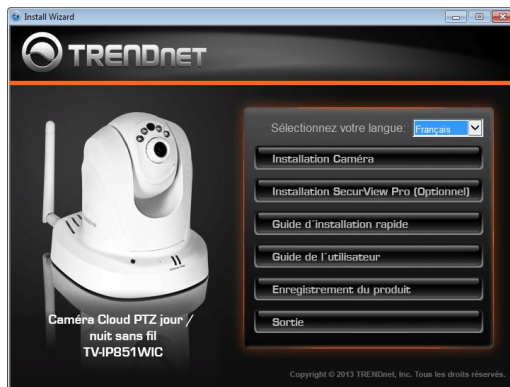 Install Wizard
TRENDNET
Sélectionnez votre langue: Français
Installation Caméra
Installation SecurView Pro (Optionnel)
Guide d´installation rapide
Guide de l´utilisateur
Enregistrement du produit
Sortie
Caméra Cloud PTZ jour /
nuit sans fil
TV-IP851WIC
Copyright © 2013 TRENDnet, Inc. Tous les droits réservés.